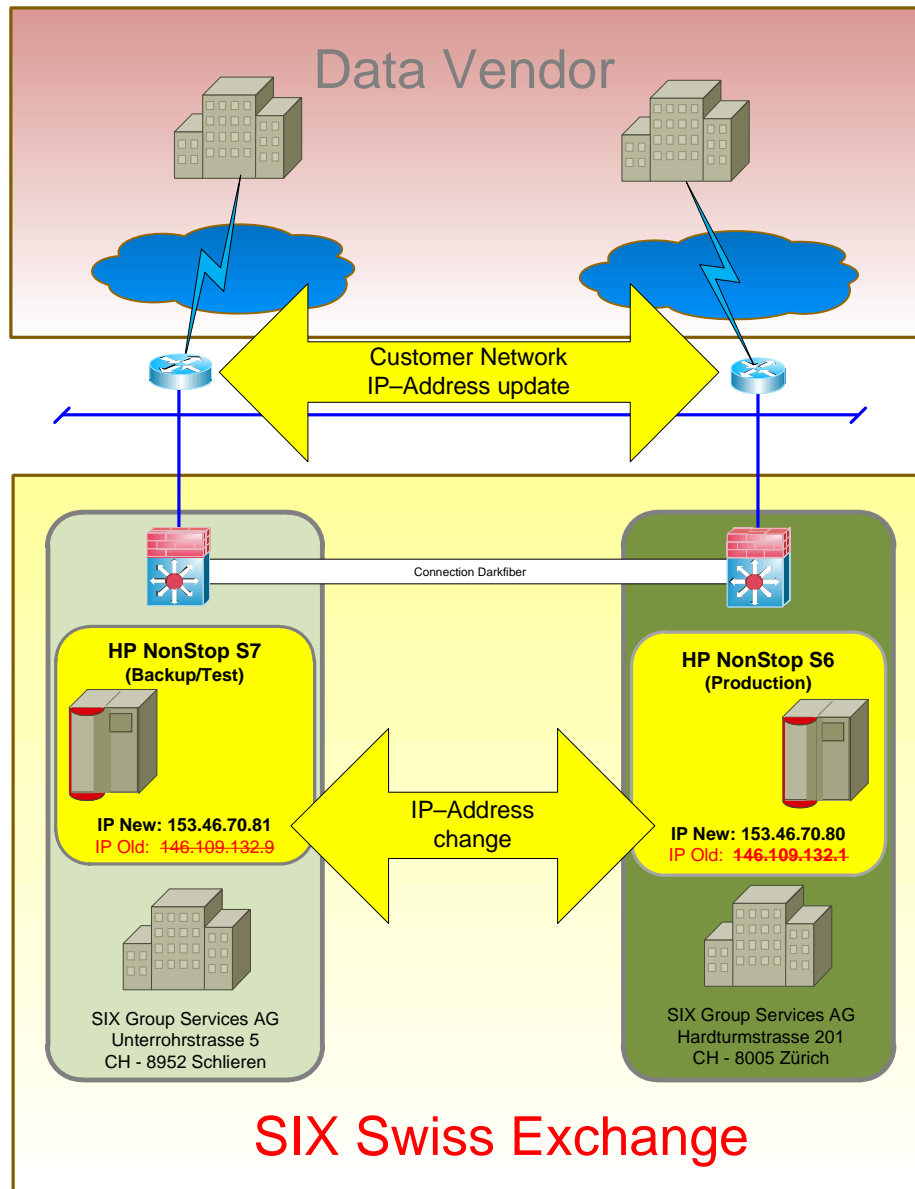 Data Vendor
Customer Network
IP–Address update
Connection Darkfiber
HP NonStop S7
(Backup/Test)
IP New: 153.46.70.81
IP Old: 146.109.132.9
IP–Address
change
HP NonStop S6
(Production)
IP New: 153.46.70.80
IP Old: 146.109.132.1
SIX Group Services AG
Unterrohrstrasse 5
CH - 8952 Schlieren
SIX Group Services AG
Hardturmstrasse 201
CH - 8005 Zürich
SIX Swiss Exchange